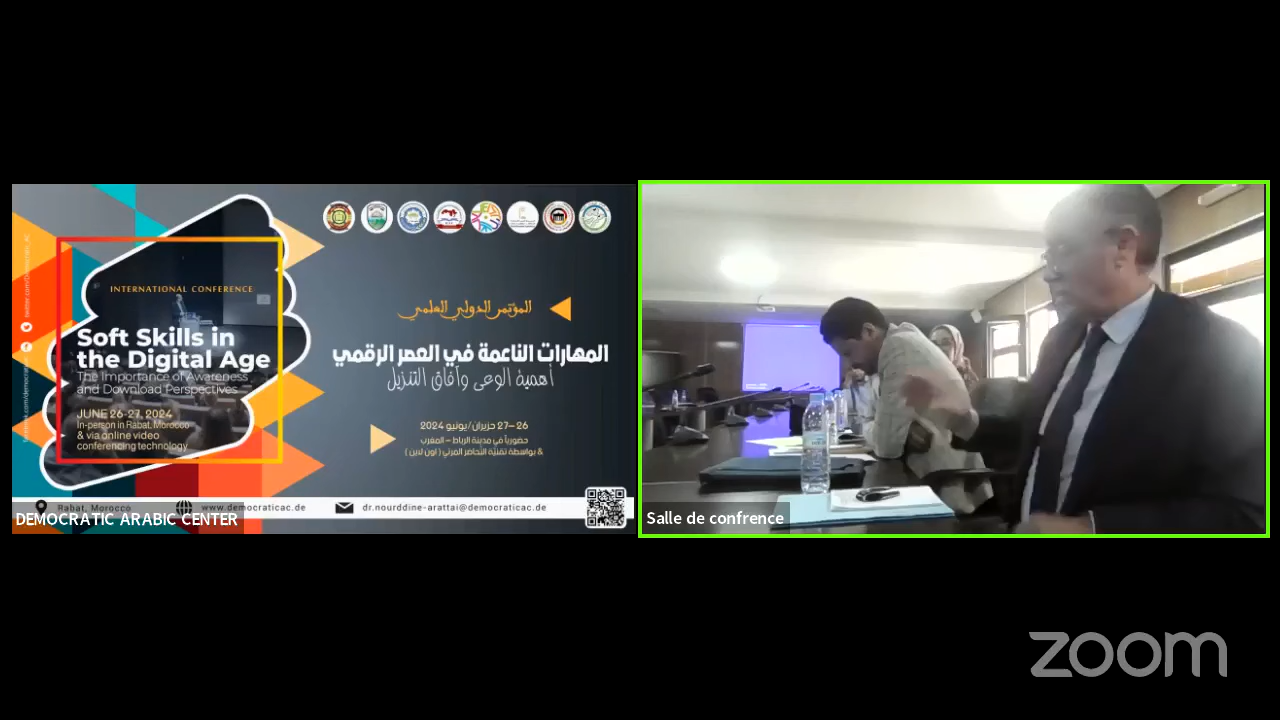 INTERNATIONAL CONFERENCE
Soft Skills in
the Digital Age
The Importance of Awareness
and Download Perspectives
JUNE 26-27, 2024
In-person in Rabat, Morocco
& via online video
conferencing technology
المؤتمر الدولي العلمي
المهارات الناعمة في العصر الرقمي
أهمية الوعي وآفاق التنزيل
26–27 حزيران/يونيو 2024
حضورياً في مدينة الرباط – المغرب
& بواسطة تقنيّة التحاضر المرئي ( اون لاين )
Rabat, Morocco
www.democraticac.de
dr.nourddine-arattai@democraticac.de
DEMOCRATIC ARABIC CENTER
Salle de confrence
zoom